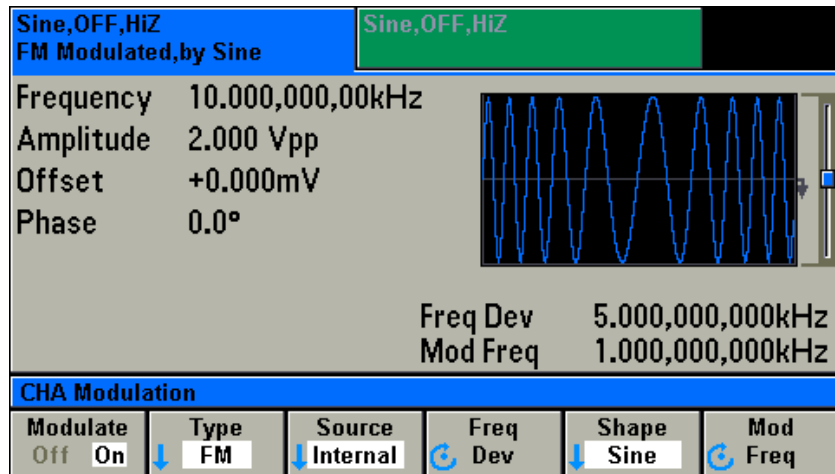 Sine,OFF,HiZ
FM Modulated,by Sine
Sine,OFF,HiZ
Frequency 10.000,000,00kHz
Amplitude 2.000 Vpp
Offset +0.000mV
Phase 0.0°
Freq Dev 5.000,000,000kHz
Mod Freq 1.000,000,000kHz
CHA Modulation
Modulate Off On
Type FM
Source Internal
Freq Dev
Shape Sine
Mod Freq